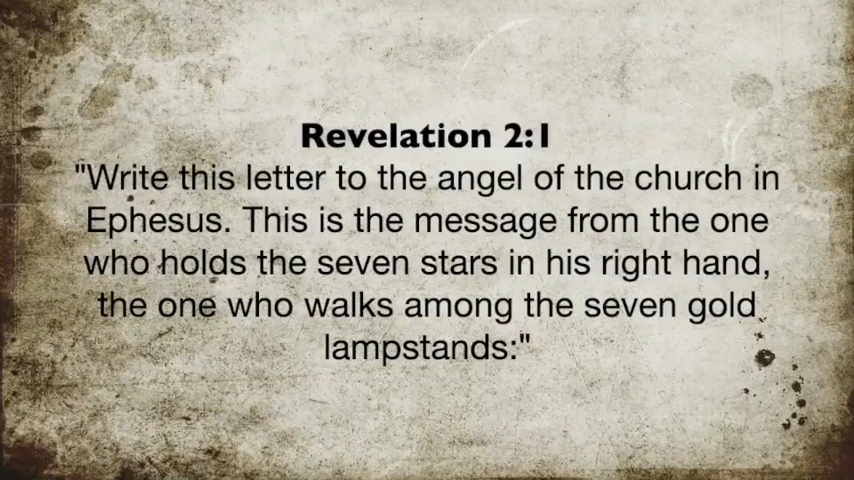 Revelation 2:1
"Write this letter to the angel of the church in
Ephesus. This is the message from the one
who holds the seven stars in his right hand,
the one who walks among the seven gold
lampstands:"